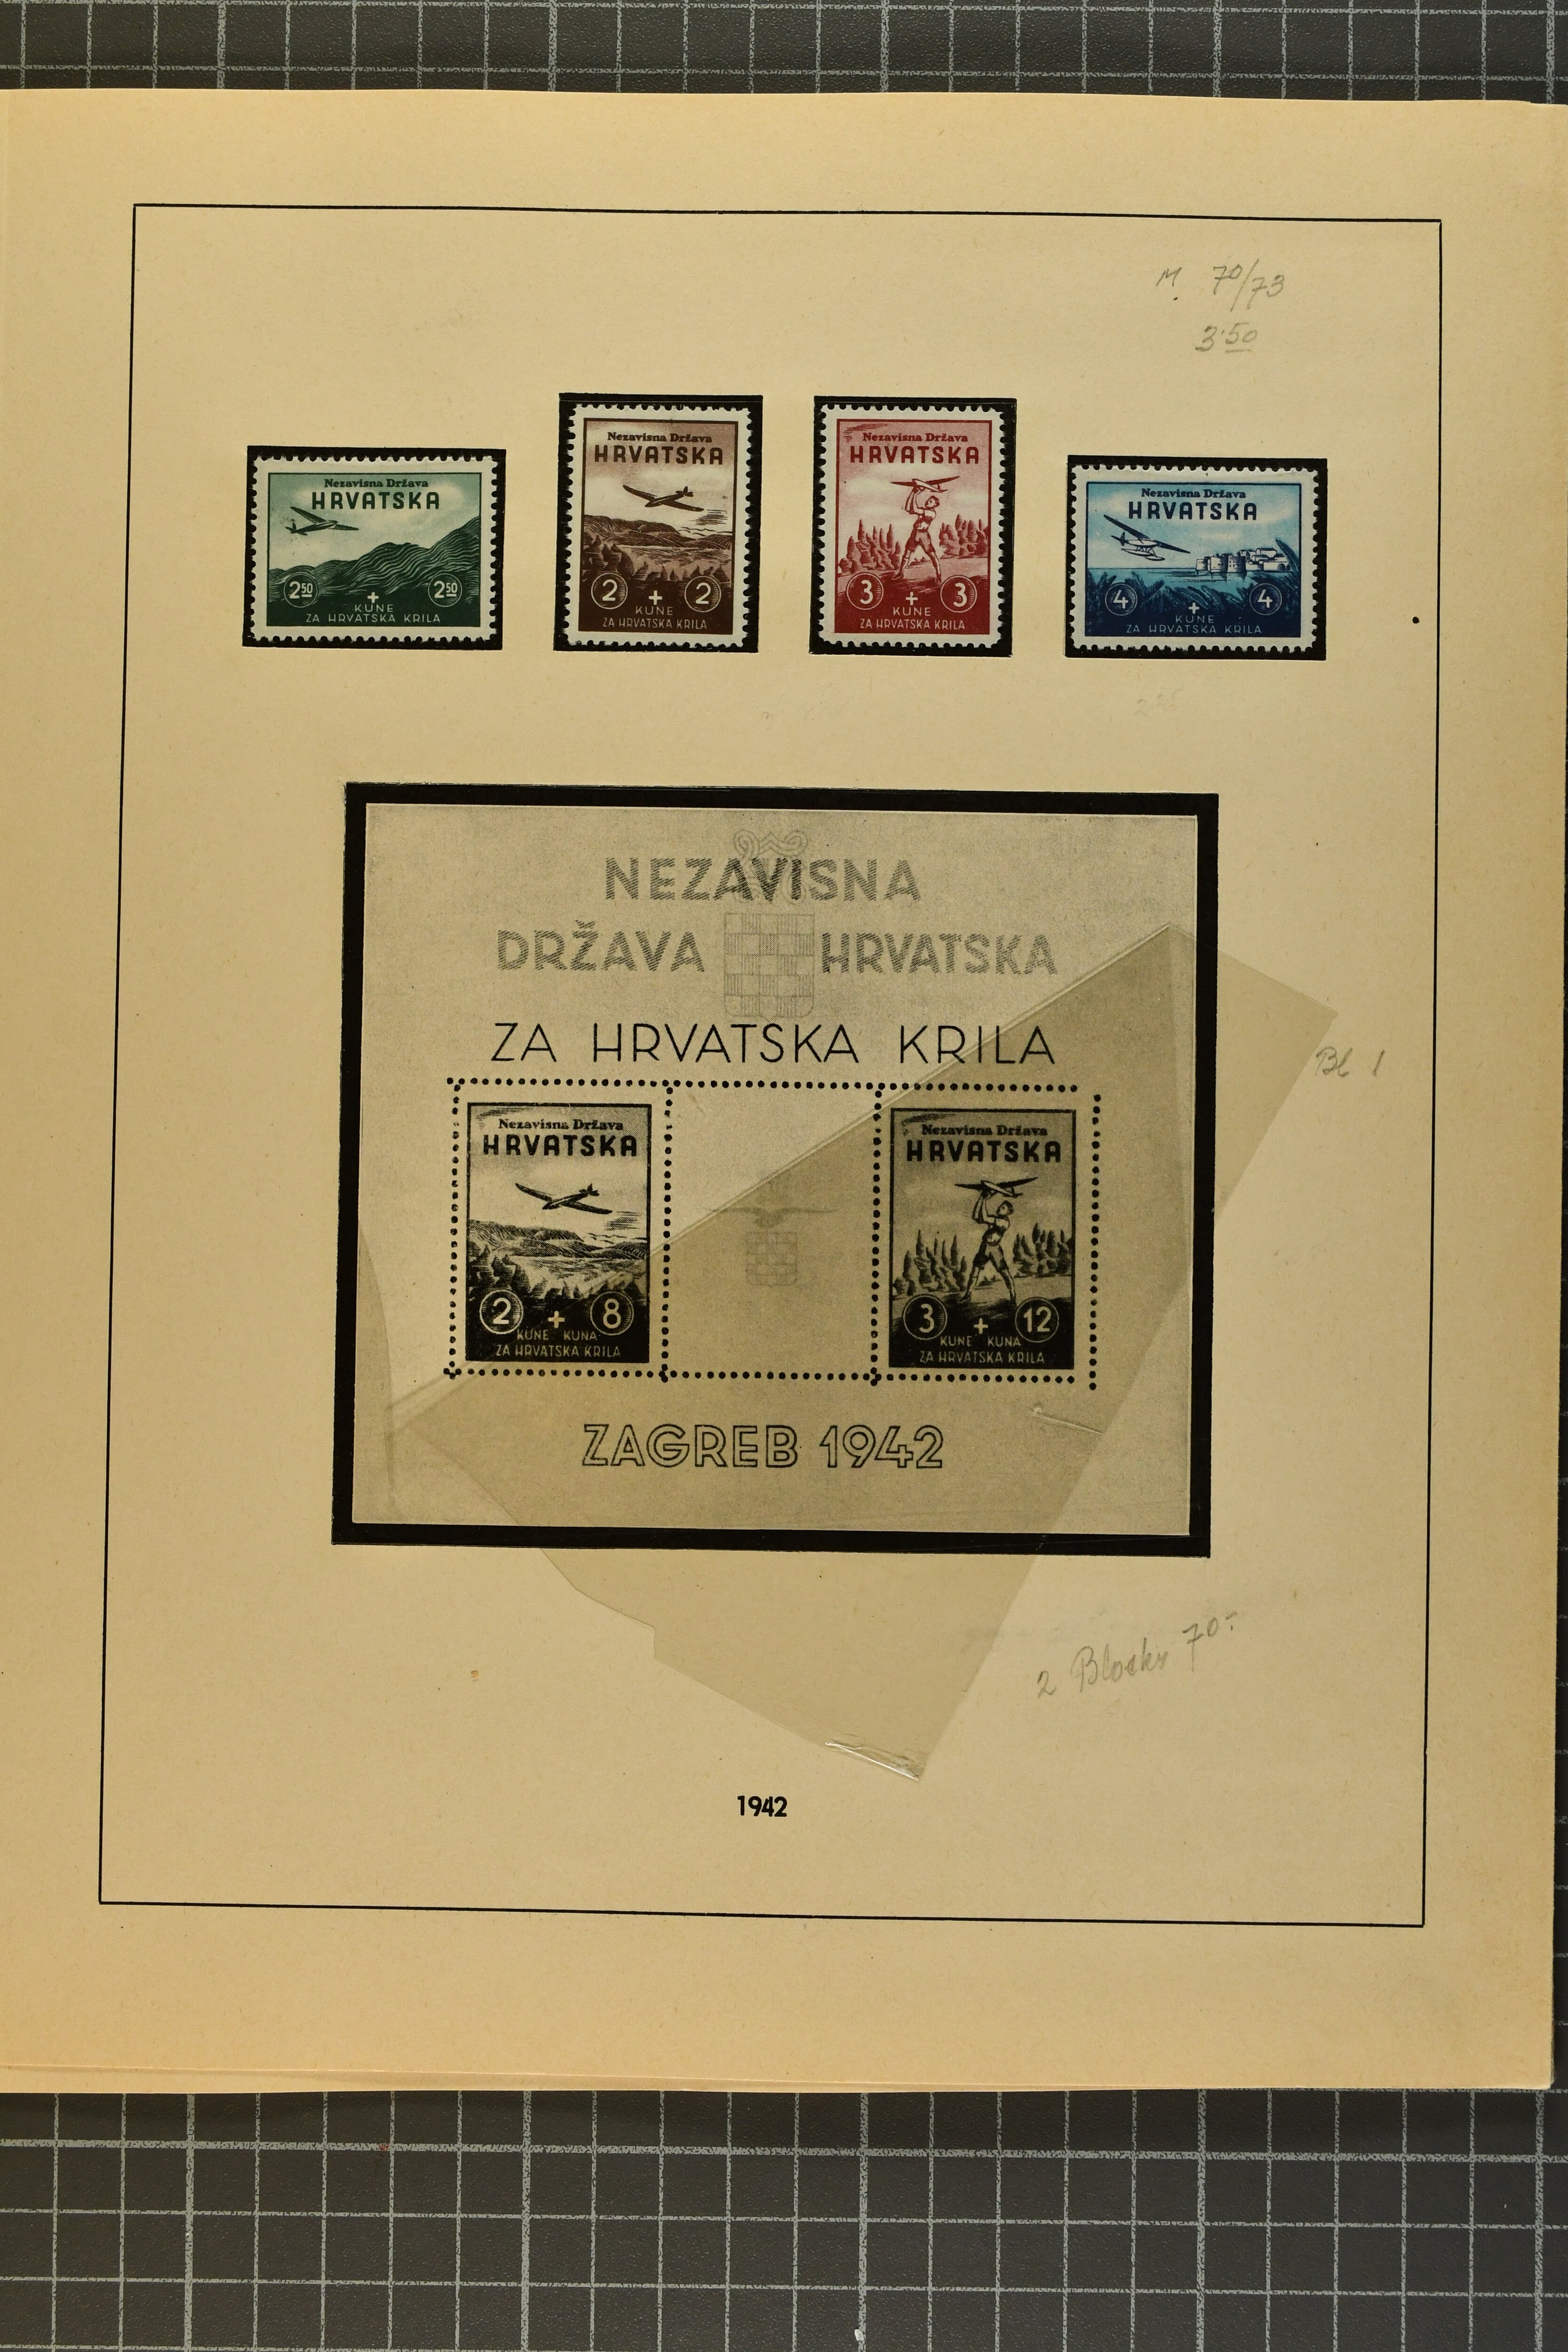 M. 70/73
3·50
Nezavisna Država
HRVATSKA
2 50 + 2 50
KUNE
ZA HRVATSKA KRILA
Nezavisna Država
HRVATSKA
2 + 2
KUNE
ZA HRVATSKA KRILA
Nezavisna Država
HRVATSKA
3 + 3
KUNE
ZA HRVATSKA KRILA
Nezavisna Država
HRVATSKA
4 + 4
KUNE
ZA HRVATSKA KRILA
NEZAVISNA
DRŽAVA HRVATSKA
ZA HRVATSKA KRILA
Nezavisna Država
HRVATSKA
2 + 8
KUNE KUNA
ZA HRVATSKA KRILA
Nezavisna Država
HRVATSKA
3 + 12
KUNE KUNA
ZA HRVATSKA KRILA
ZAGREB 1942
Bl 1
2 Blocks 70.-
1942